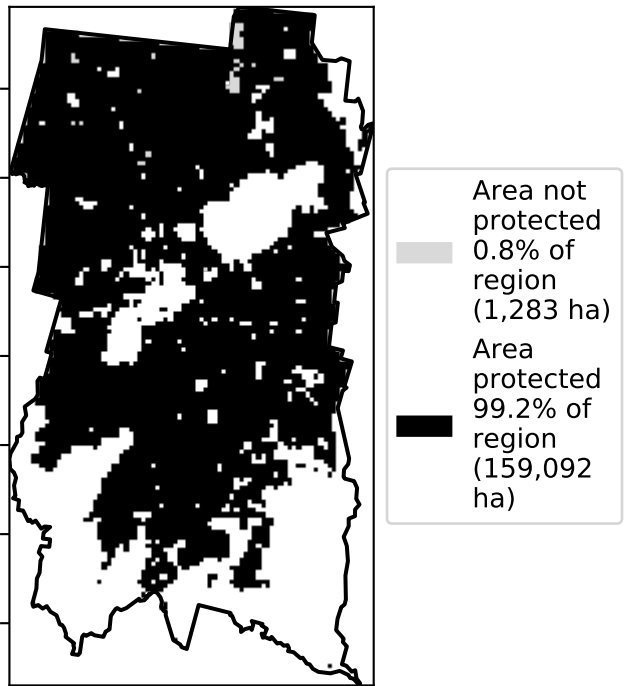 Area not
protected
0.8% of
region
(1,283 ha)
Area
protected
99.2% of
region
(159,092
ha)